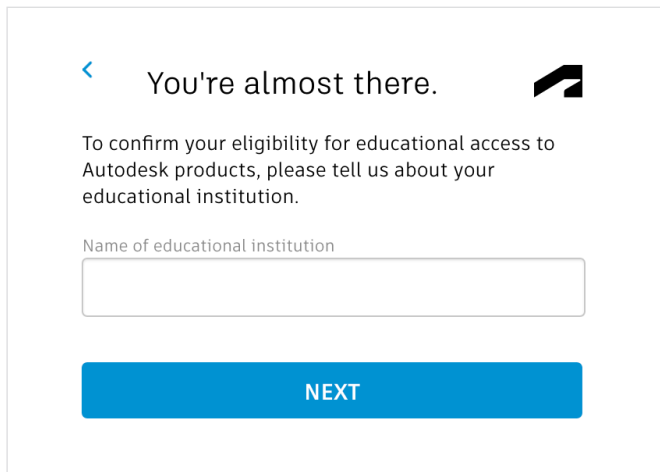 You're almost there.
To confirm your eligibility for educational access to
Autodesk products, please tell us about your
educational institution.
Name of educational institution
NEXT